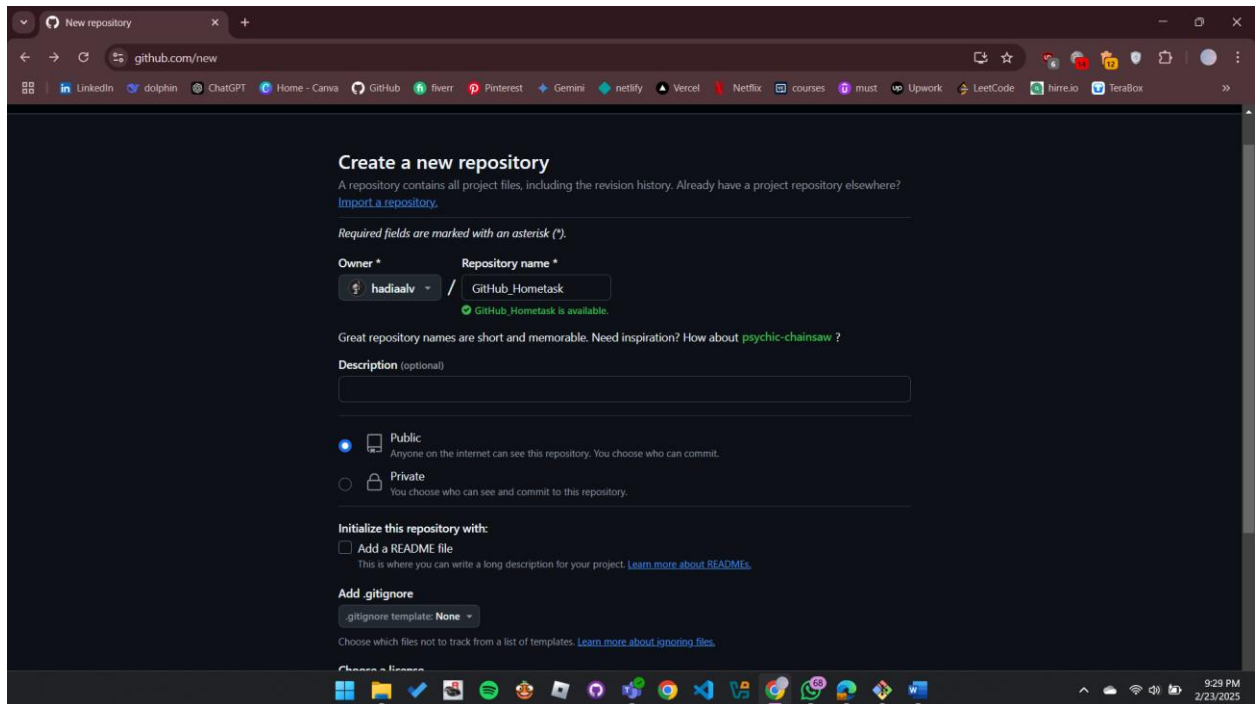 New repository
github.com/new
6
12
LinkedIn dolphin ChatGPT Home - Canva GitHub fiverr Pinterest Gemini netlify Vercel Netflix courses must Upwork LeetCode hirre.io TeraBox
Create a new repository
A repository contains all project files, including the revision history. Already have a project repository elsewhere?
Import a repository.
Required fields are marked with an asterisk (*).
Owner * Repository name *
hadiaalv / GitHub_Hometask
GitHub_Hometask is available.
Great repository names are short and memorable. Need inspiration? How about psychic-chainsaw ?
Description (optional)
Public
Anyone on the internet can see this repository. You choose who can commit.
Private
You choose who can see and commit to this repository.
Initialize this repository with:
Add a README file
This is where you can write a long description for your project. Learn more about READMEs.
Add .gitignore
.gitignore template: None
Choose which files not to track from a list of templates. Learn more about ignoring files.
Choose a license
68
9:29 PM
2/23/2025